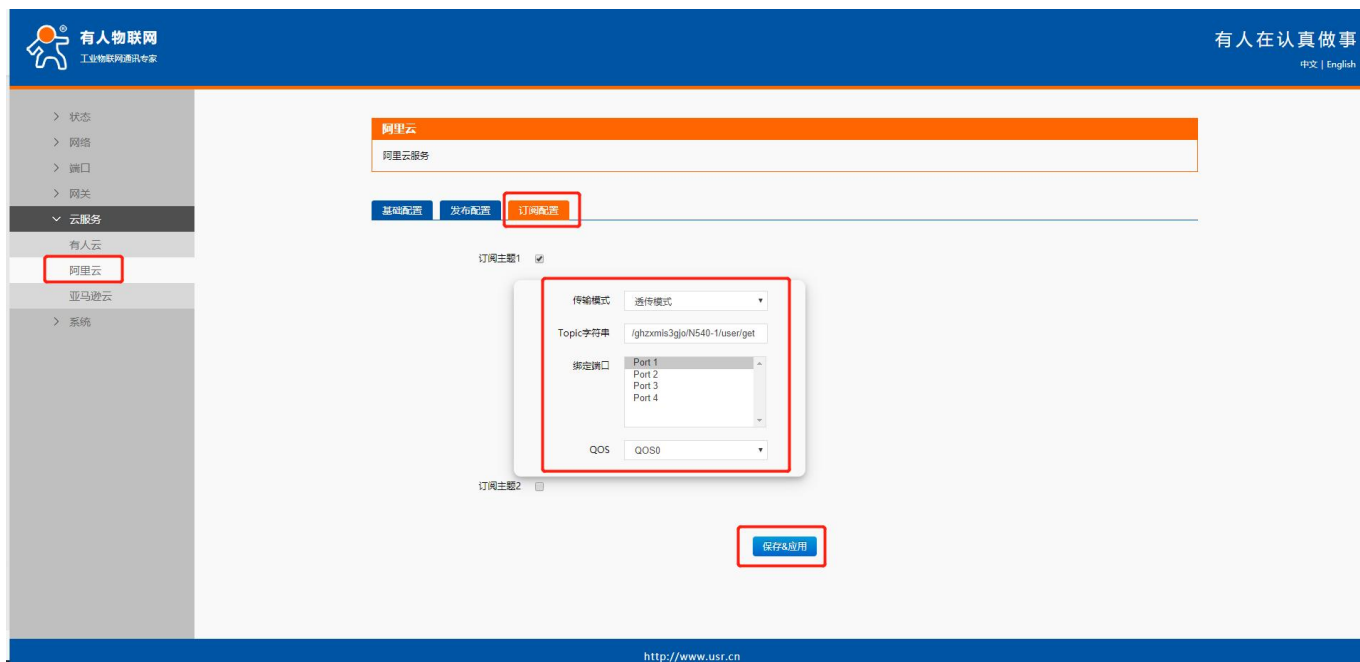 有人物联网
工业物联网通讯专家
有人在认真做事
中文 | English
状态
网络
端口
网关
云服务
有人云
阿里云
亚马逊云
系统
阿里云
阿里云服务
基础配置 发布配置 订阅配置
订阅主题1
传输模式 透传模式
Topic字符串 /ghzxmis3gjo/N540-1/user/get
绑定端口 Port 1
Port 2
Port 3
Port 4
QOS QOS0
订阅主题2
保存&应用
http://www.usr.cn